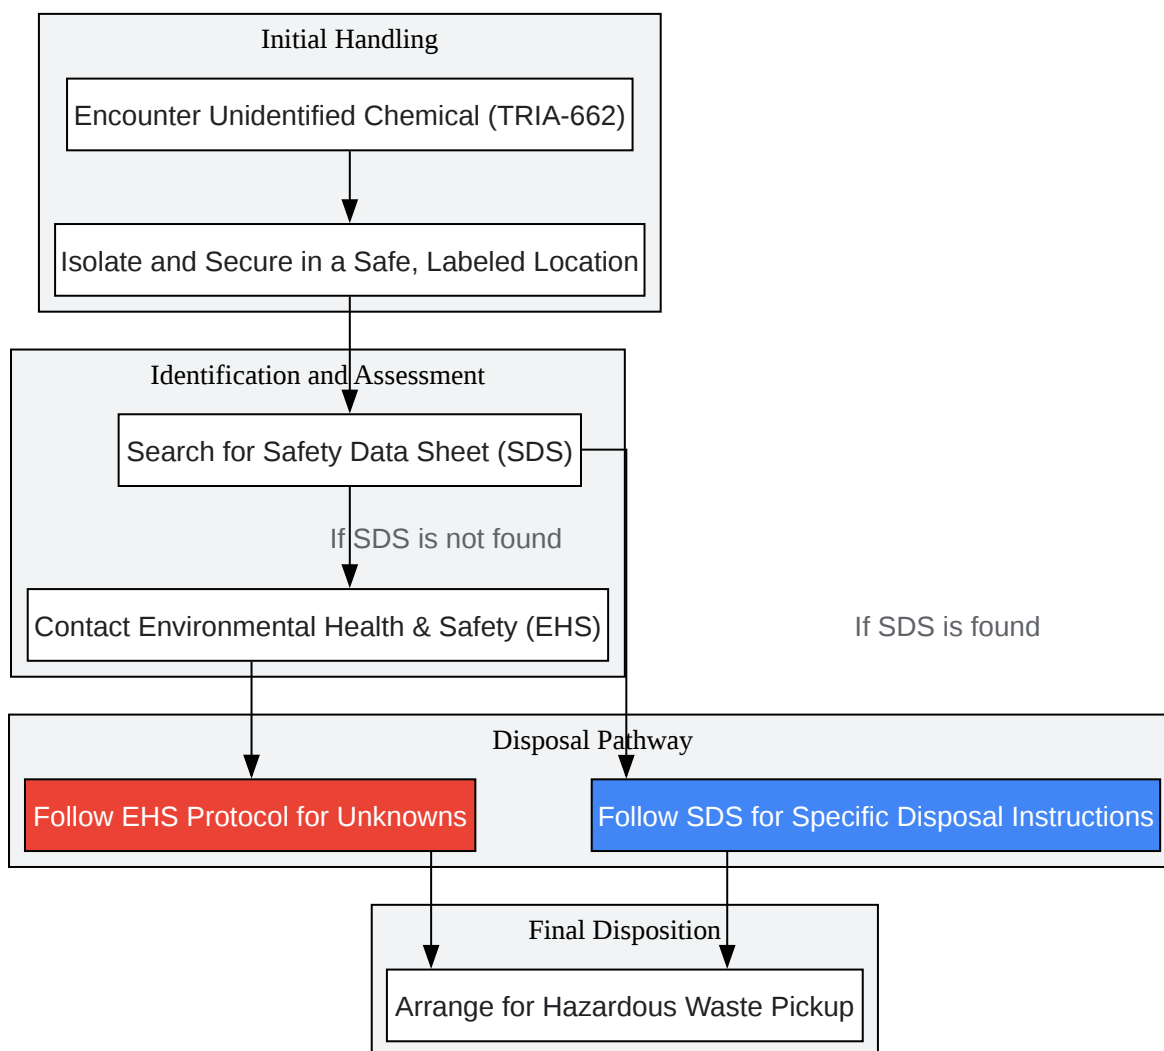 Initial Handling
Encounter Unidentified Chemical (TRIA-662)
Isolate and Secure in a Safe, Labeled Location
Identification and Assessment
Search for Safety Data Sheet (SDS)
If SDS is not found
Contact Environmental Health & Safety (EHS)
If SDS is found
Disposal Pathway
Follow EHS Protocol for Unknowns
Follow SDS for Specific Disposal Instructions
Final Disposition
Arrange for Hazardous Waste Pickup